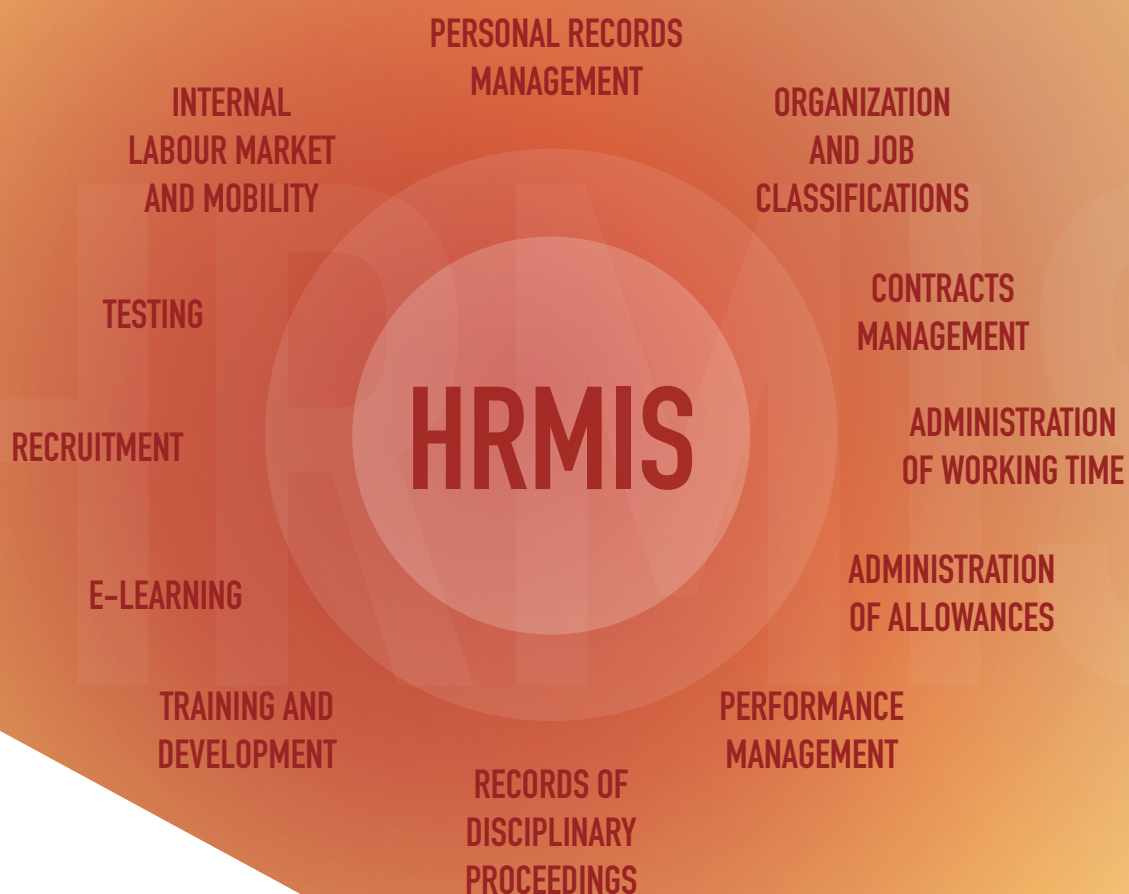 PERSONAL RECORDS
MANAGEMENT
INTERNAL
LABOUR MARKET
AND MOBILITY
ORGANIZATION
AND JOB
CLASSIFICATIONS
TESTING
CONTRACTS
MANAGEMENT
HRMIS
RECRUITMENT
ADMINISTRATION
OF WORKING TIME
E-LEARNING
ADMINISTRATION
OF ALLOWANCES
TRAINING AND
DEVELOPMENT
PERFORMANCE
MANAGEMENT
RECORDS OF
DISCIPLINARY
PROCEEDINGS
HRMIS